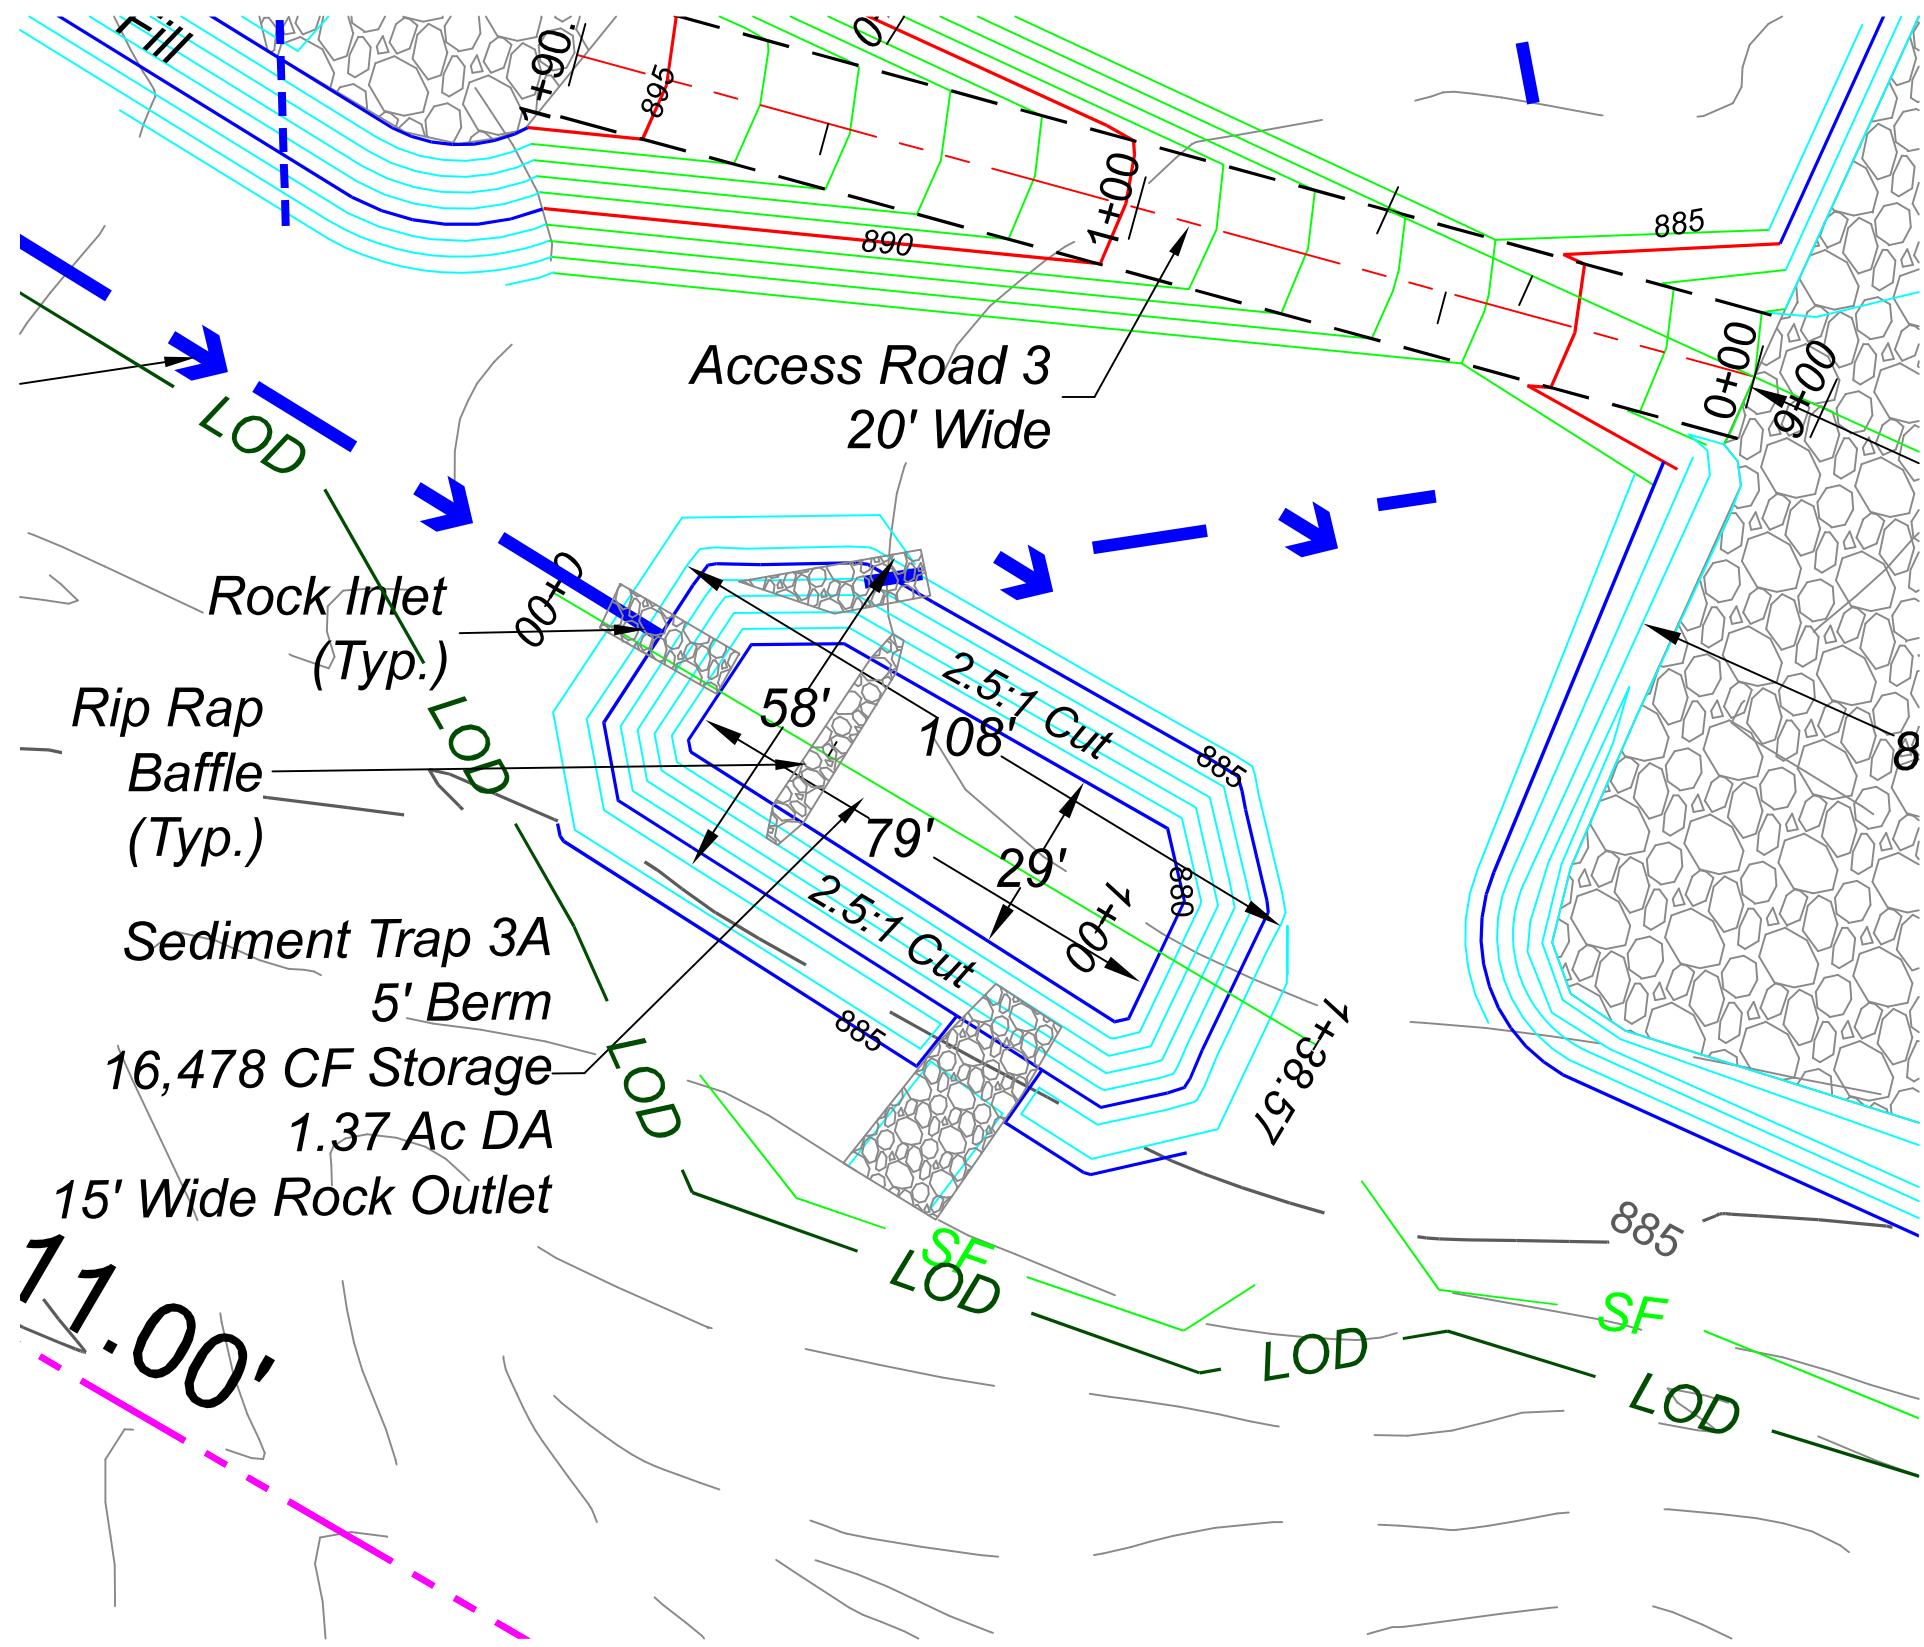 Fill
1+90.
895
0
1+00
890
885
Access Road 3
20' Wide
0+00
9+00
LOD
0+00
Rock Inlet
(Typ.)
Rip Rap
Baffle
(Typ.)
LOD
58'
108'
2.5:1 Cut
885
79'
29'
880
1+00
2.5:1 Cut
8
Sediment Trap 3A
5' Berm
16,478 CF Storage
1.37 Ac DA
15' Wide Rock Outlet
885
1+38.57
LOD
885
SF
LOD
SF
LOD
LOD
11.00'